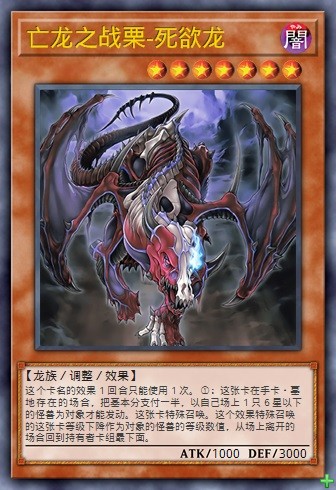 亡龙之战栗-死欲龙
闇
【龙族／调整／效果】
这个卡名的效果1回合只能使用1次。①：这张卡在手卡·墓
地存在的场合，把基本分支付一半，以自己场上1只6星以下
的怪兽为对象才能发动。这张卡特殊召唤。这个效果特殊召唤
的这张卡等级下降作为对象的怪兽的等级数值，从场上离开的
场合回到持有者卡组最下面。
ATK/1000 DEF/3000